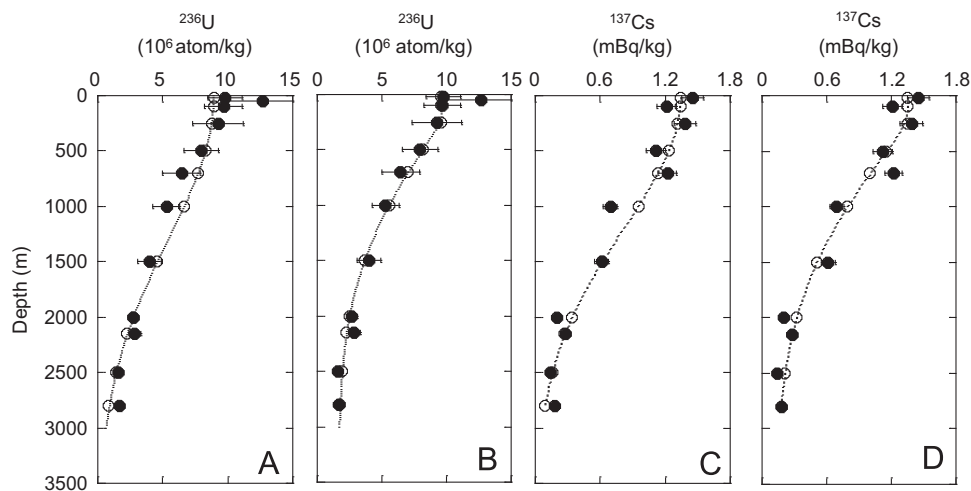 ²³⁶U
(10⁶ atom/kg)
0 5 10 15
²³⁶U
(10⁶ atom/kg)
0 5 10 15
¹³⁷Cs
(mBq/kg)
0 0.6 1.2 1.8
¹³⁷Cs
(mBq/kg)
0 0.6 1.2 1.8
Depth (m)
0
500
1000
1500
2000
2500
3000
3500
A
B
C
D